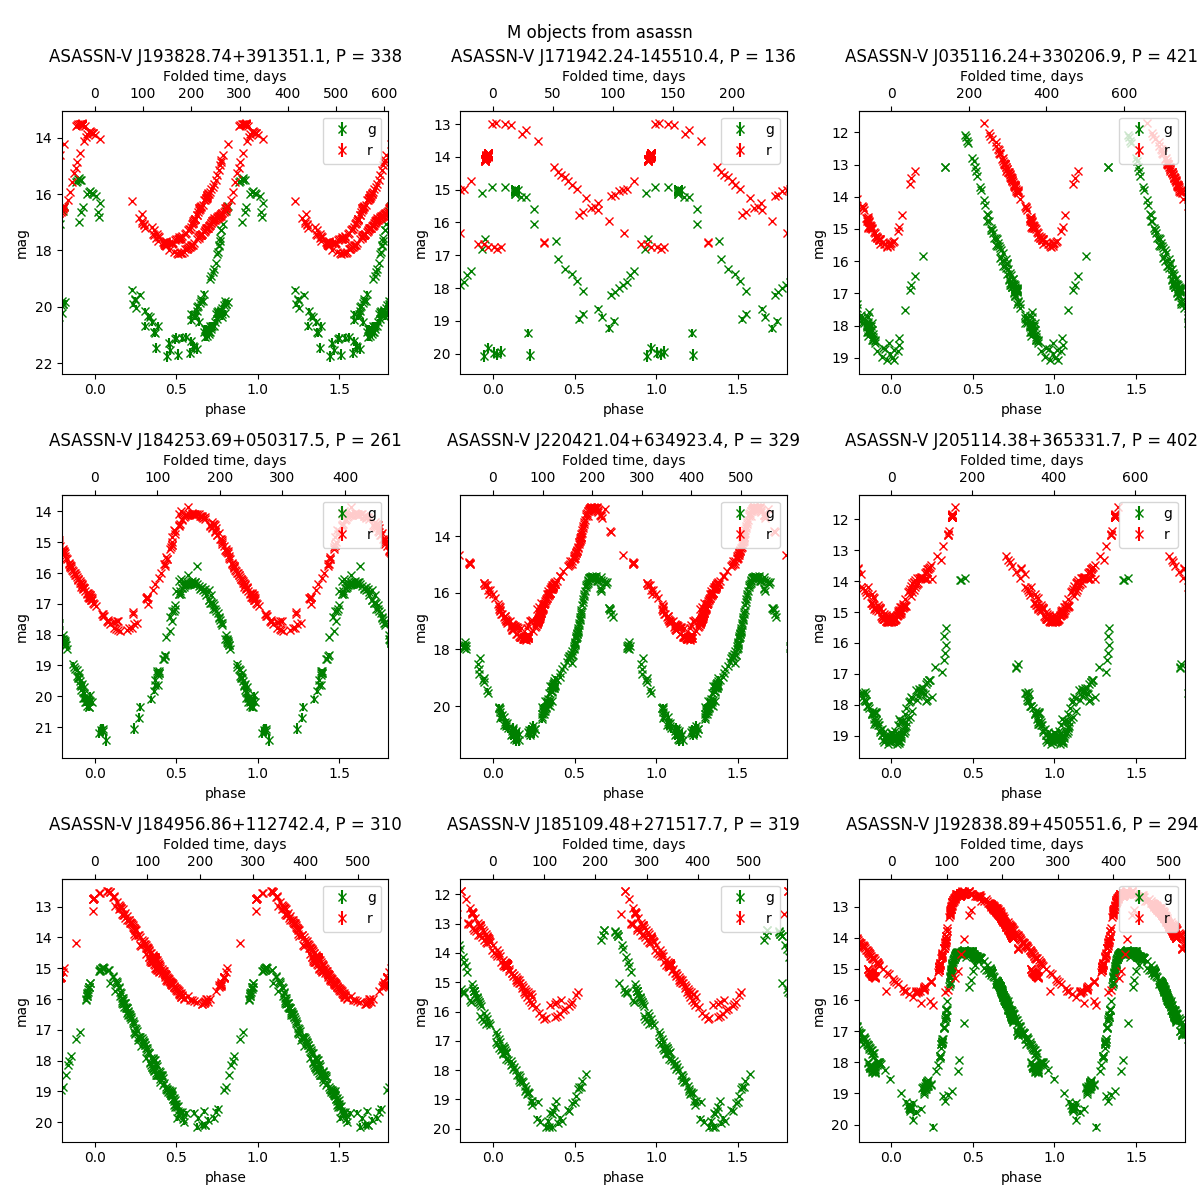 M objects from asassn
ASASSN-V J193828.74+391351.1, P = 338
Folded time, days
0 100 200 300 400 500 600
g
r
14
16
18
20
22
mag
0.0 0.5 1.0 1.5
phase
ASASSN-V J171942.24-145510.4, P = 136
Folded time, days
0 50 100 150 200
g
r
13
14
15
16
17
18
19
20
mag
0.0 0.5 1.0 1.5
phase
ASASSN-V J035116.24+330206.9, P = 421
Folded time, days
0 200 400 600
g
r
12
13
14
15
16
17
18
19
mag
0.0 0.5 1.0 1.5
phase
ASASSN-V J184253.69+050317.5, P = 261
Folded time, days
0 100 200 300 400
g
r
14
15
16
17
18
19
20
21
mag
0.0 0.5 1.0 1.5
phase
ASASSN-V J220421.04+634923.4, P = 329
Folded time, days
0 100 200 300 400 500
g
r
14
16
18
20
mag
0.0 0.5 1.0 1.5
phase
ASASSN-V J205114.38+365331.7, P = 402
Folded time, days
0 200 400 600
g
r
12
13
14
15
16
17
18
19
mag
0.0 0.5 1.0 1.5
phase
ASASSN-V J184956.86+112742.4, P = 310
Folded time, days
0 100 200 300 400 500
g
r
13
14
15
16
17
18
19
20
mag
0.0 0.5 1.0 1.5
phase
ASASSN-V J185109.48+271517.7, P = 319
Folded time, days
0 100 200 300 400 500
g
r
12
13
14
15
16
17
18
19
20
mag
0.0 0.5 1.0 1.5
phase
ASASSN-V J192838.89+450551.6, P = 294
Folded time, days
0 100 200 300 400 500
g
r
13
14
15
16
17
18
19
20
mag
0.0 0.5 1.0 1.5
phase